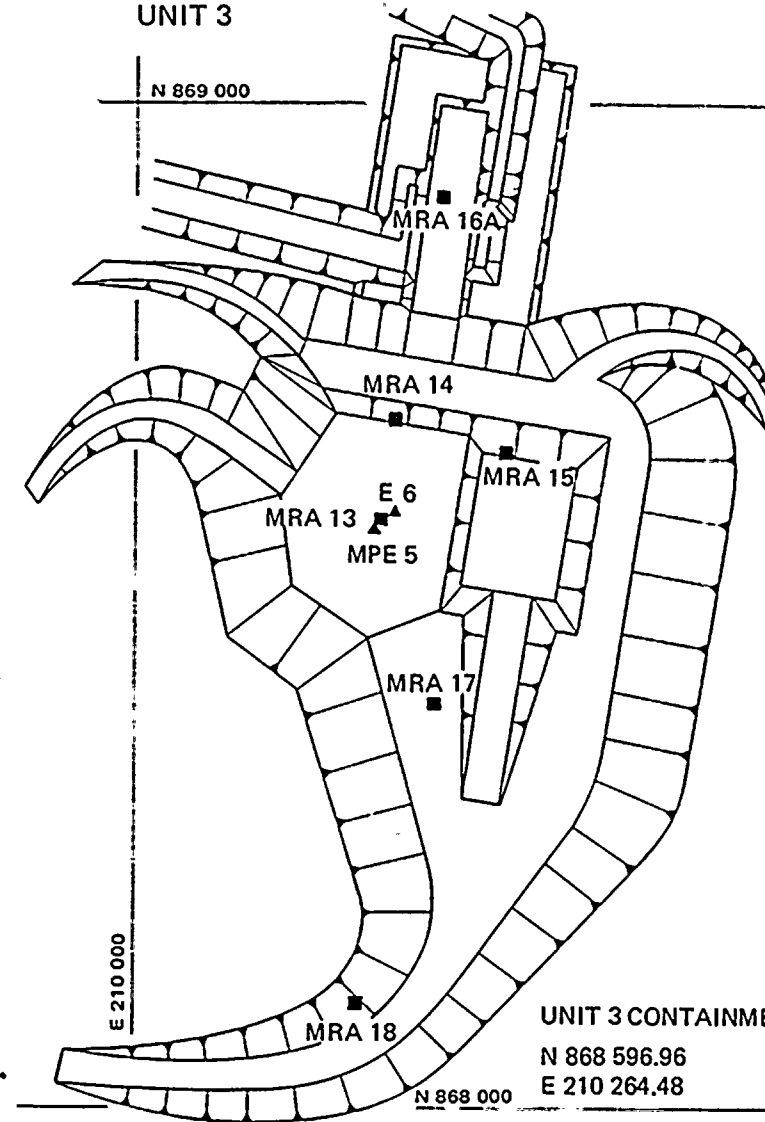 UNIT 3
N 869 000
MRA 16A
MRA 14
MRA 15
E 6
MRA 13
MPE 5
MRA 17
E 210 000
MRA 18
UNIT 3 CONTAINME
N 868 596.96
E 210 264.48
N 868 000